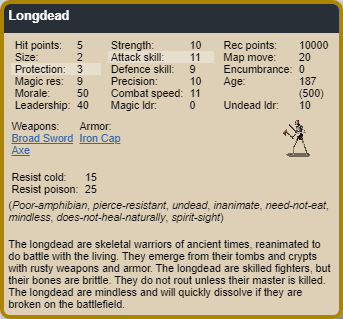 Longdead
Hit points: 5 Strength: 10 Rec points: 10000
Size: 2 Attack skill: 11 Map move: 20
Protection: 3 Defence skill: 9 Encumbrance: 0
Magic res: 9 Precision: 10 Age: 187
Morale: 50 Combat speed: 11 (500)
Leadership: 40 Magic ldr: 0 Undead ldr: 10
Weapons: Armor:
Broad Sword Iron Cap
Axe
Resist cold: 15
Resist poison: 25
(Poor-amphibian, pierce-resistant, undead, inanimate, need-not-eat,
mindless, does-not-heal-naturally, spirit-sight)
The longdead are skeletal warriors of ancient times, reanimated to
do battle with the living. They emerge from their tombs and crypts
with rusty weapons and armor. The longdead are skilled fighters, but
their bones are brittle. They do not rout unless their master is killed.
The longdead are mindless and will quickly dissolve if they are
broken on the battlefield.